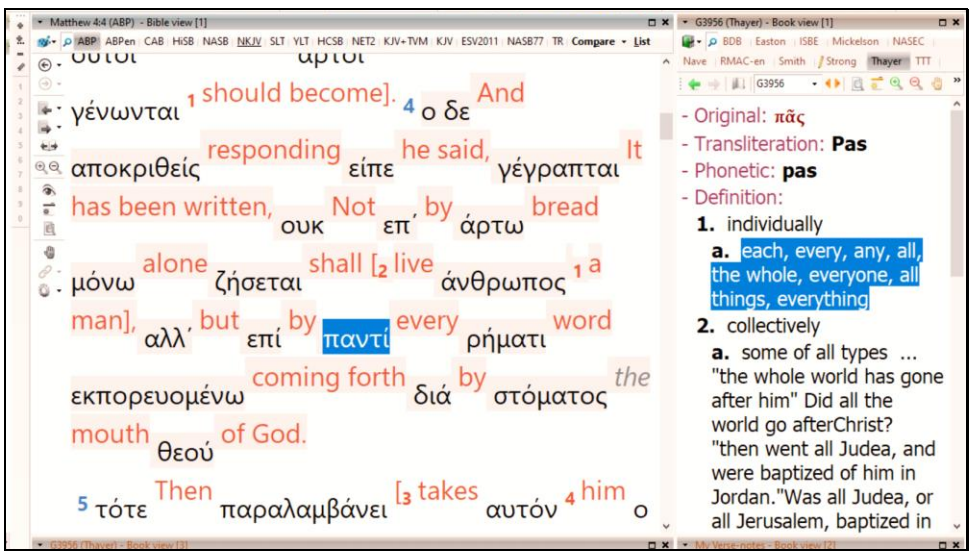 Matthew 4:4 (ABP) - Bible view [1]
ABP ABPen CAB HiSB NASB NKJV SLT YLT HCSB NET2 KJV+TVM KJV ESV2011 NASB77 TR Compare List
ουτοι αρτοι
γένωνται 1 should become]. 4 ο δε And
αποκριθείς responding είπε he said, γέγραπται It
has been written, ουκ Not επ΄ by άρτω bread
μόνω alone ζήσεται shall [2 live άνθρωπος 1 a
man], αλλ΄ but επί by παντί every ρήματι word
εκπορευομένω coming forth διά by στόματος the
mouth θεού of God.
5 τότε Then παραλαμβάνει [3 takes αυτόν 4 him ο
G3956 (Thayer) - Book view [3]
G3956 (Thayer) - Book view [1]
BDB Easton ISBE Mickelson NASEC
Nave RMAC-en Smith Strong Thayer TTT
G3956
- Original: πᾶς
- Transliteration: Pas
- Phonetic: pas
- Definition:
1. individually
a. each, every, any, all,
the whole, everyone, all
things, everything
2. collectively
a. some of all types ...
"the whole world has gone
after him" Did all the
world go afterChrist?
"then went all Judea, and
were baptized of him in
Jordan."Was all Judea, or
all Jerusalem, baptized in
My Verse-notes - Book view [2]